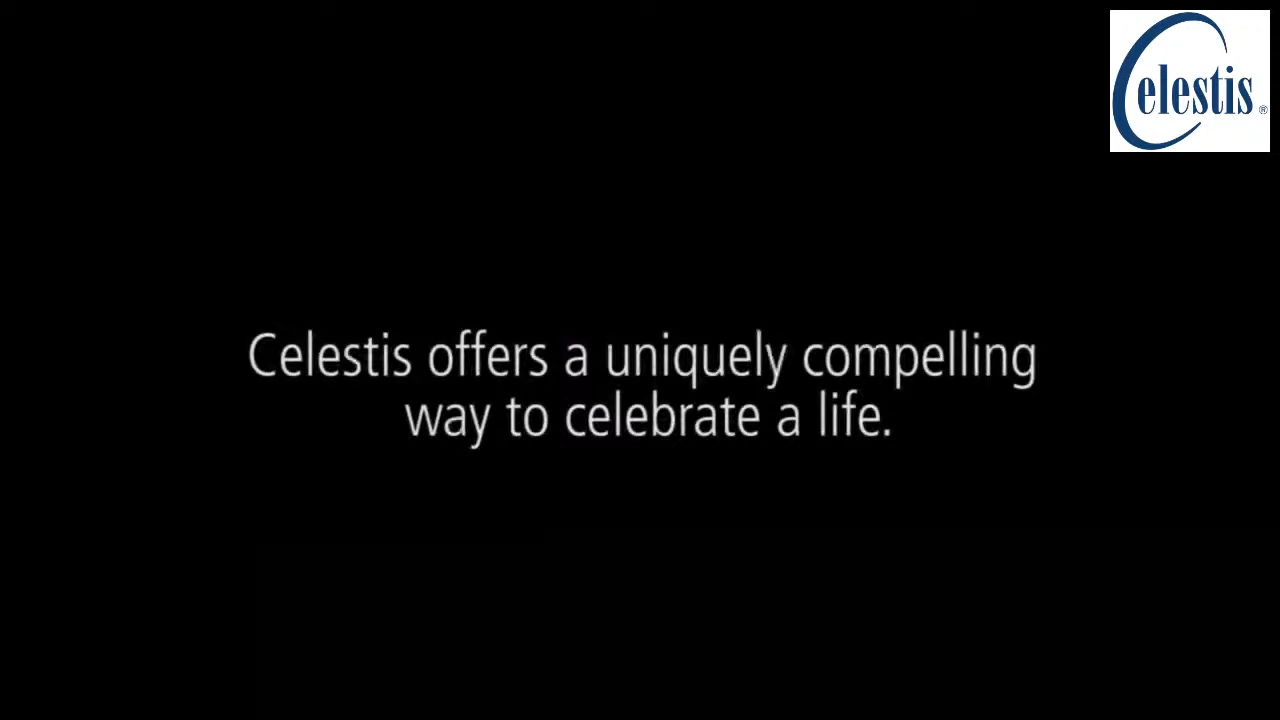 Celestis ®
Celestis offers a uniquely compelling
way to celebrate a life.